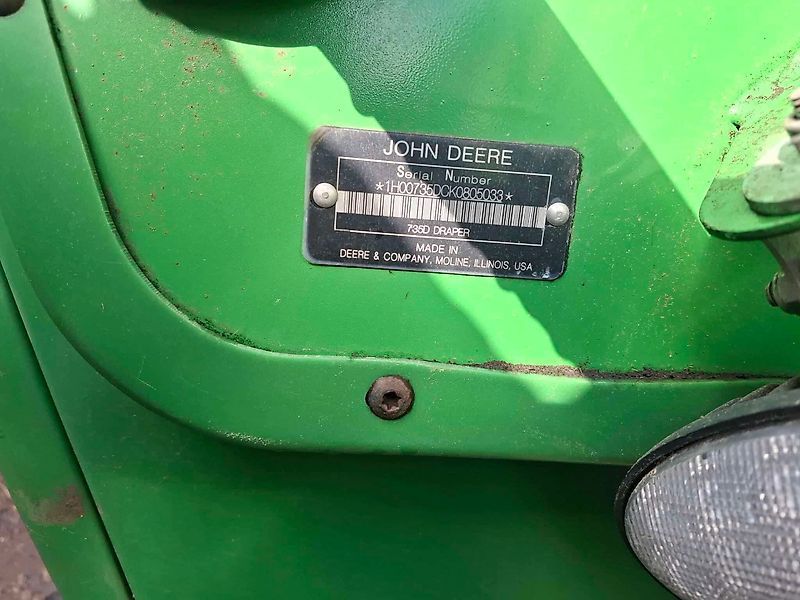 JOHN DEERE
Serial Number
*1H00735DCK0805033*
735D DRAPER
MADE IN
DEERE & COMPANY, MOLINE, ILLINOIS, USA